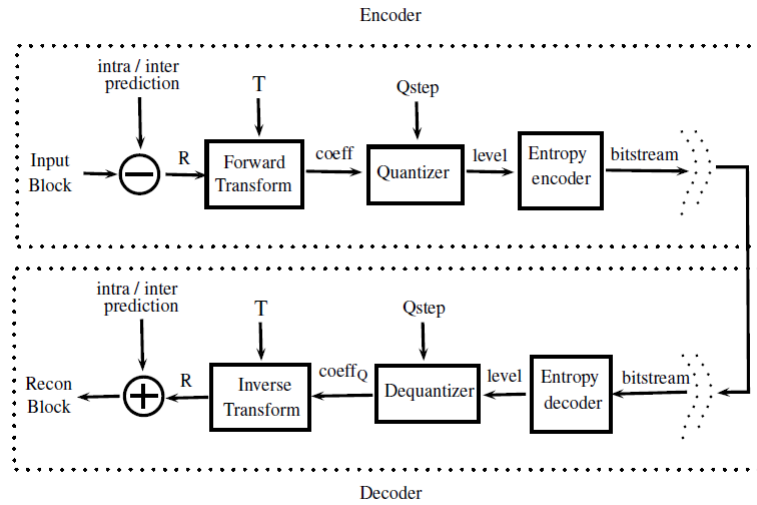 Encoder
intra / inter
prediction
T
Qstep
Input
Block
R
Forward
Transform
coeff
Quantizer
level
Entropy
encoder
bitstream
intra / inter
prediction
T
Qstep
Recon
Block
R
Inverse
Transform
coeffQ
Dequantizer
level
Entropy
decoder
bitstream
Decoder